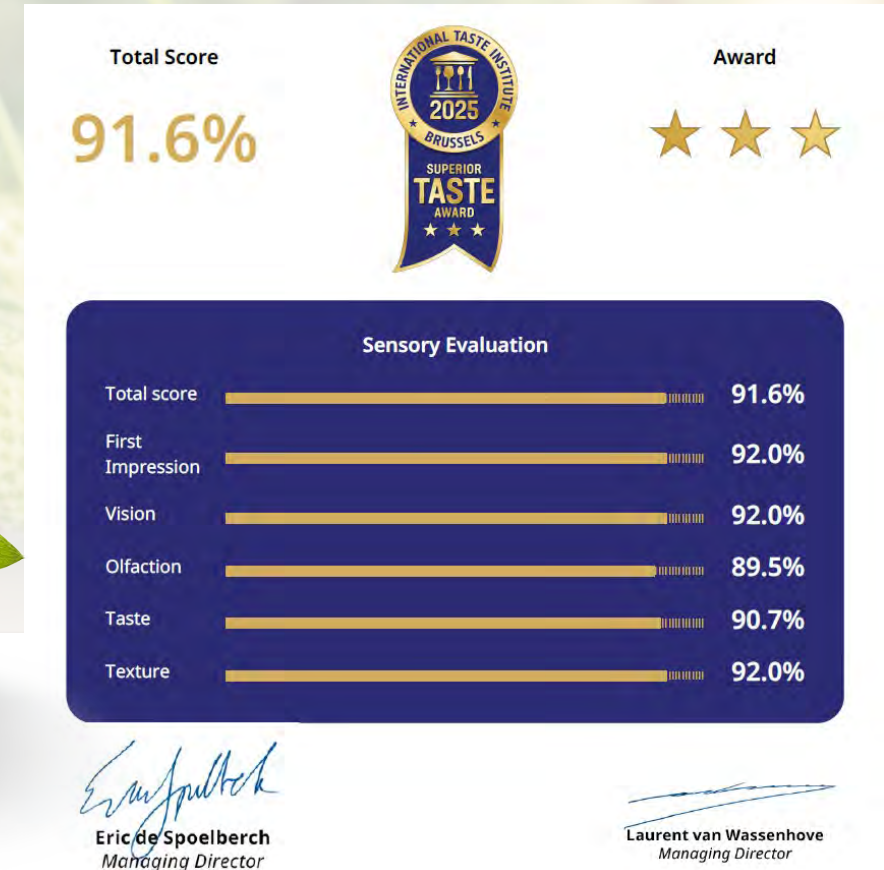 Total Score
91.6%
INTERNATIONAL TASTE INSTITUTE
2025
BRUSSELS
SUPERIOR
TASTE
AWARD
Award
Sensory Evaluation
Total score 91.6%
First
Impression 92.0%
Vision 92.0%
Olfaction 89.5%
Taste 90.7%
Texture 92.0%
Eric de Spoelberch
Managing Director
Laurent van Wassenhove
Managing Director